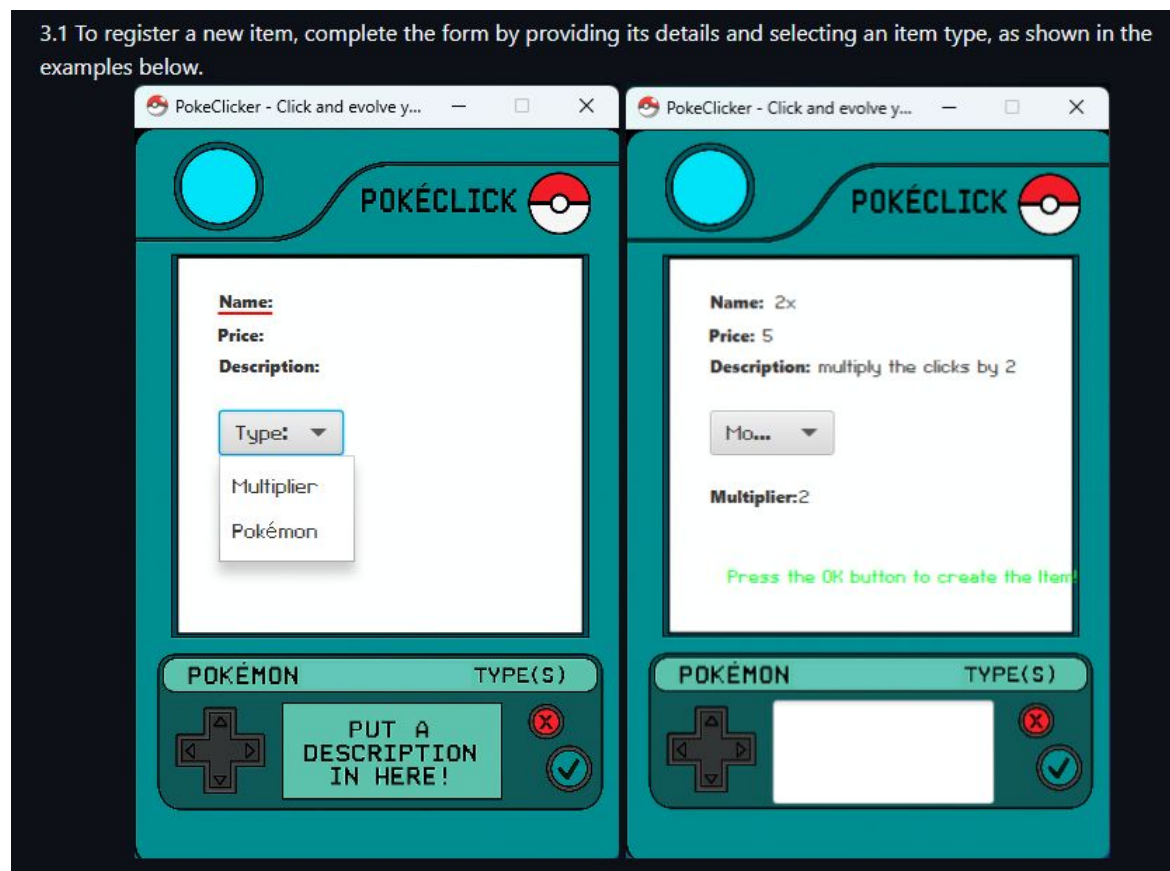 3.1 To register a new item, complete the form by providing its details and selecting an item type, as shown in the
examples below.
PokeClicker - Click and evolve y...
POKÉCLICK
Name:
Price:
Description:
Type:
Multiplier
Pokémon
POKÉMON TYPE(S)
PUT A
DESCRIPTION
IN HERE!
PokeClicker - Click and evolve y...
POKÉCLICK
Name: 2x
Price: 5
Description: multiply the clicks by 2
Mo...
Multiplier:2
Press the OK button to create the Item!
POKÉMON TYPE(S)